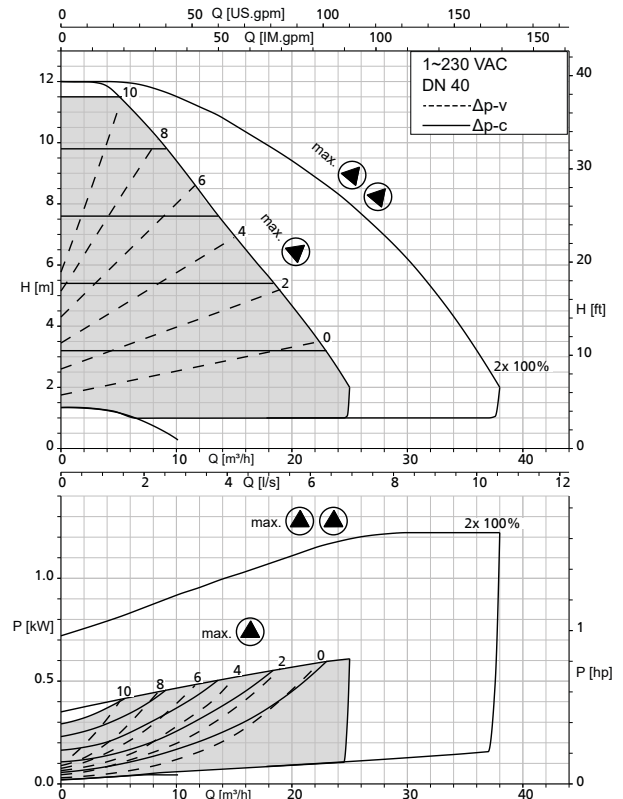 0 50 100 150
Q [US.gpm]
0 50 100 150
Q [IM.gpm]
1~230 VAC
DN 40
Δp-v
Δp-c
12
10
8
6
4
2
0
H [m]
40
30
20
10
0
H [ft]
max.
max.
10
8
6
4
2
0
2x 100%
0 10 20 30 40
Q [m³/h]
0 2 4 6 8 10 12
Q [l/s]
max.
2x 100%
1.0
P [kW]
0.5
0.0
1
P [hp]
0
max.
10 8 6 4 2 0
0 10 20 30 40
Q [m³/h]